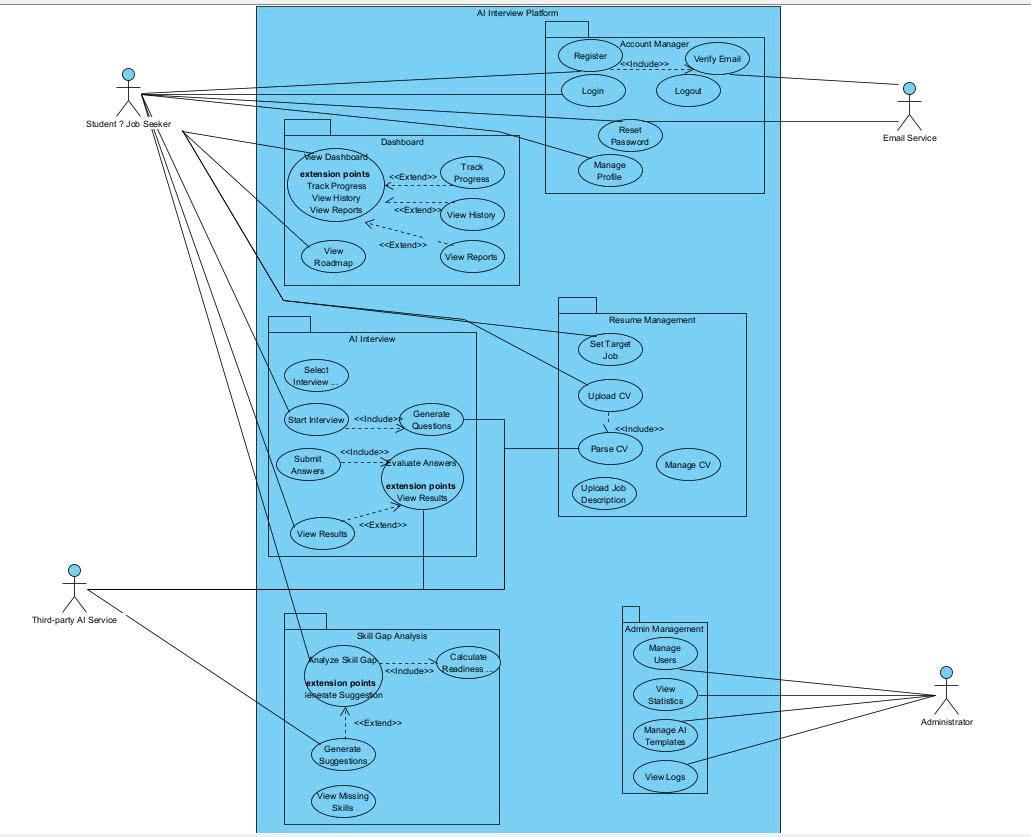 AI Interview Platform
Account Manager
Register
<<Include>>
Verify Email
Login
Logout
Reset
Password
Manage
Profile
Student ? Job Seeker
Email Service
Dashboard
View Dashboard
extension points
Track Progress
View History
View Reports
<<Extend>>
Track
Progress
<<Extend>>
View History
<<Extend>>
View Reports
View
Roadmap
AI Interview
Select
Interview ...
Start Interview
<<Include>>
Generate
Questions
Submit
Answers
<<Include>>
Evaluate Answers
extension points
View Results
<<Extend>>
View Results
Resume Management
Set Target
Job
Upload CV
<<Include>>
Parse CV
Manage CV
Upload Job
Description
Third-party AI Service
Skill Gap Analysis
Analyze Skill Gap
extension points
Generate Suggestion
<<Include>>
Calculate
Readiness ...
<<Extend>>
Generate
Suggestions
View Missing
Skills
Admin Management
Manage
Users
View
Statistics
Manage AI
Templates
View Logs
Administrator